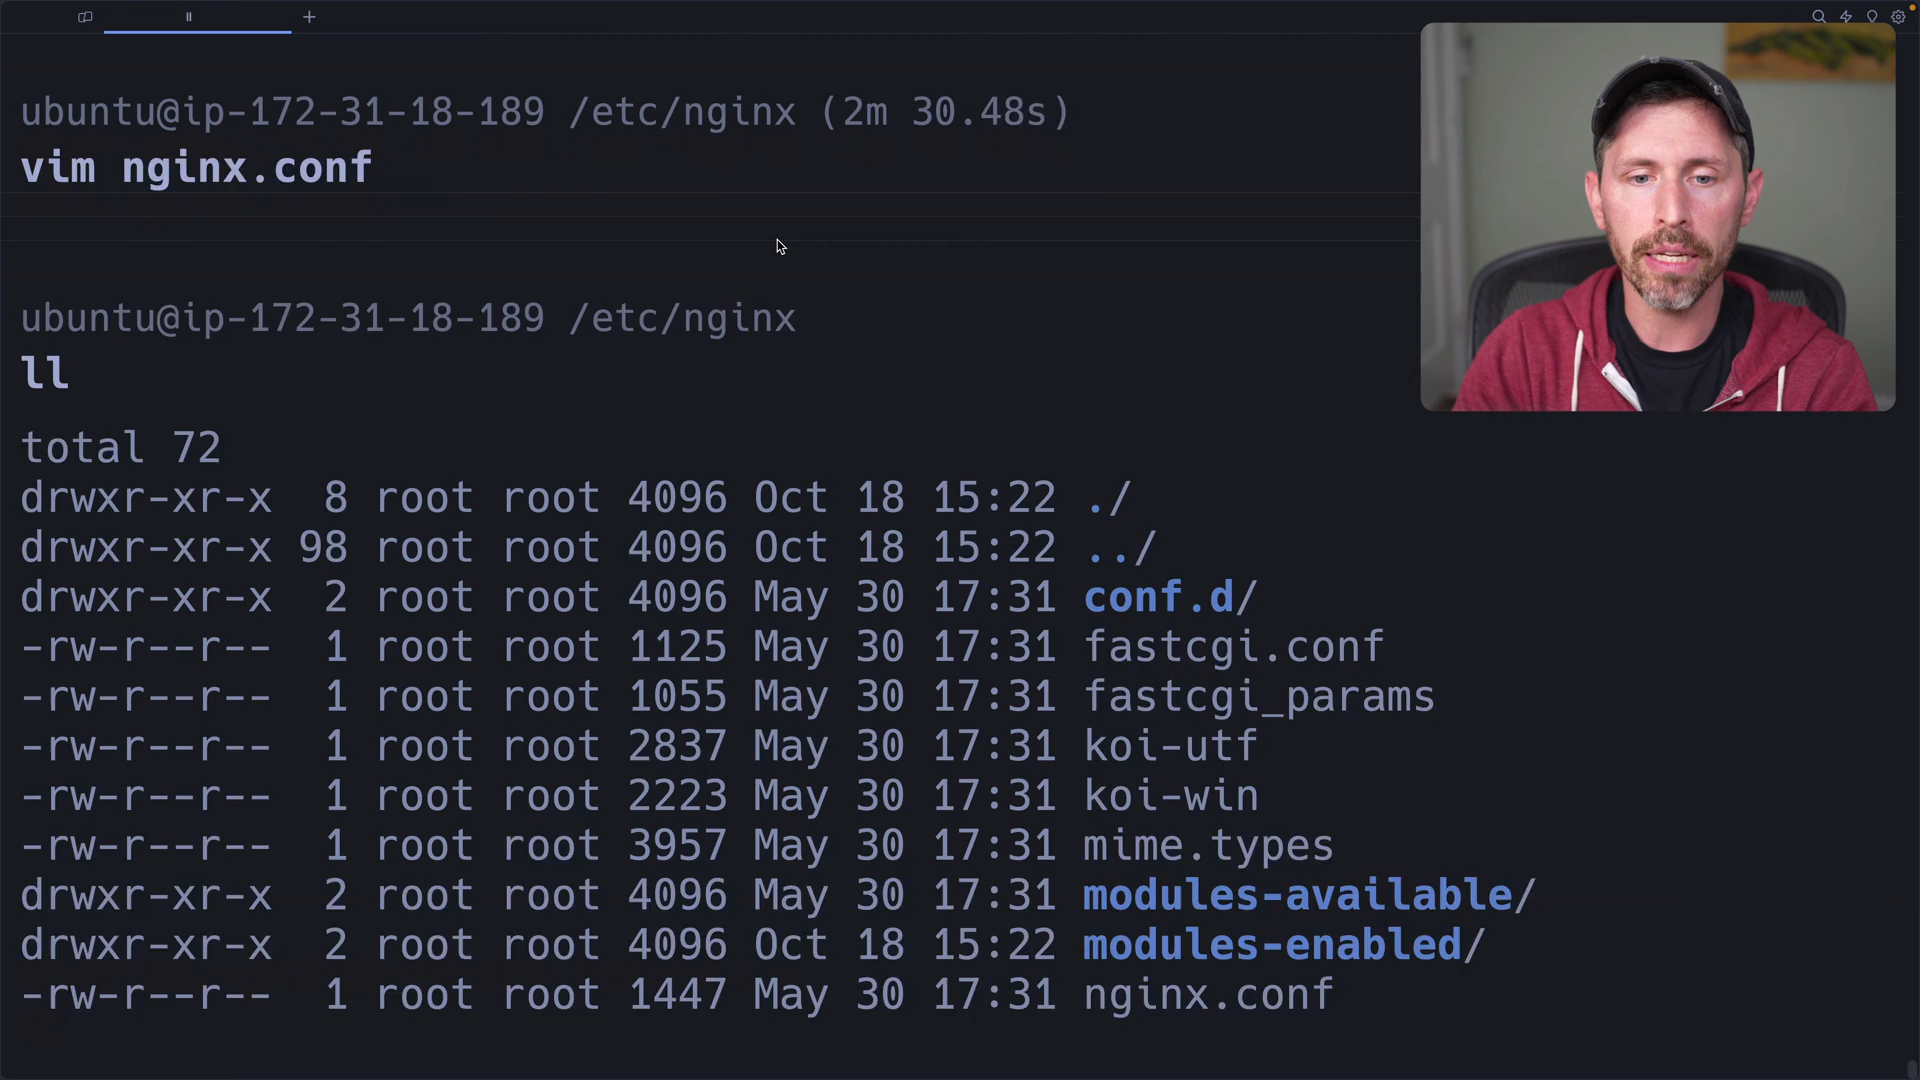 ubuntu@ip-172-31-18-189 /etc/nginx (2m 30.48s)
vim nginx.conf
ubuntu@ip-172-31-18-189 /etc/nginx
ll
total 72
drwxr-xr-x  8 root root 4096 Oct 18 15:22 ./
drwxr-xr-x 98 root root 4096 Oct 18 15:22 ../
drwxr-xr-x  2 root root 4096 May 30 17:31 conf.d/
-rw-r--r--  1 root root 1125 May 30 17:31 fastcgi.conf
-rw-r--r--  1 root root 1055 May 30 17:31 fastcgi_params
-rw-r--r--  1 root root 2837 May 30 17:31 koi-utf
-rw-r--r--  1 root root 2223 May 30 17:31 koi-win
-rw-r--r--  1 root root 3957 May 30 17:31 mime.types
drwxr-xr-x  2 root root 4096 May 30 17:31 modules-available/
drwxr-xr-x  2 root root 4096 Oct 18 15:22 modules-enabled/
-rw-r--r--  1 root root 1447 May 30 17:31 nginx.conf